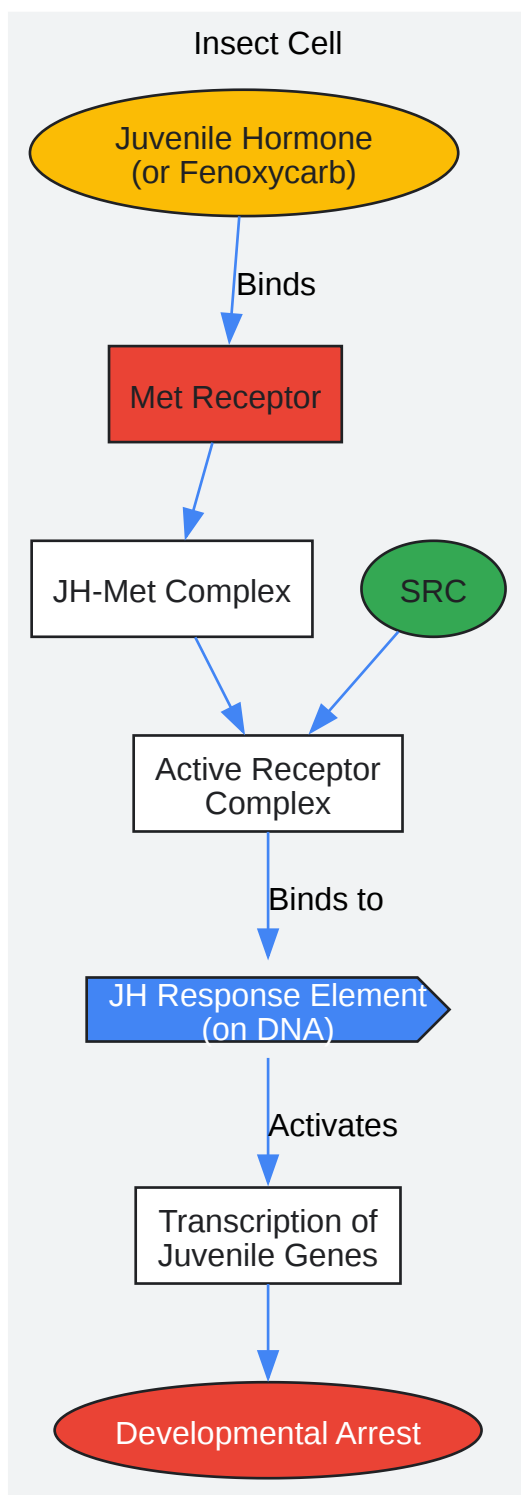 Insect Cell
Juvenile Hormone
(or Fenoxycarb)
Binds
Met Receptor
JH-Met Complex
SRC
Active Receptor
Complex
Binds to
JH Response Element
(on DNA)
Activates
Transcription of
Juvenile Genes
Developmental Arrest